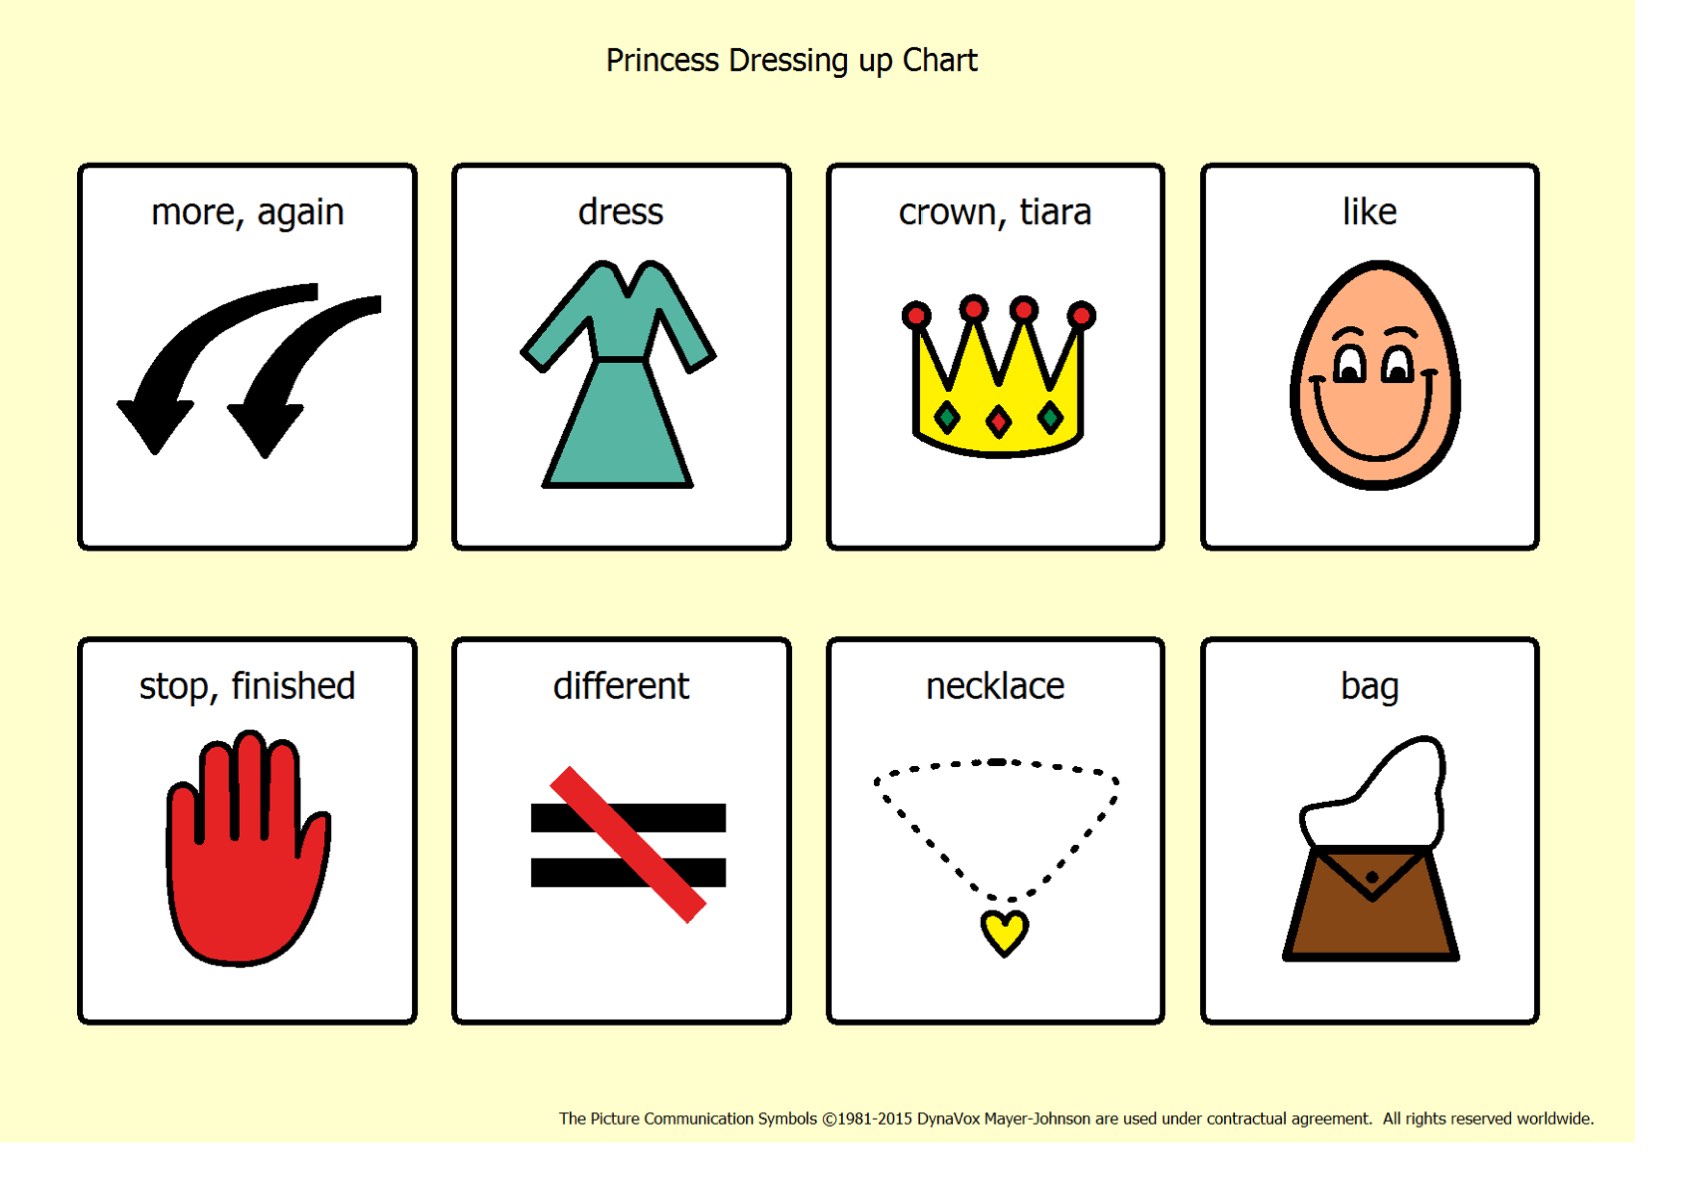 Princess Dressing up Chart
more, again
dress
crown, tiara
like
stop, finished
different
necklace
bag
The Picture Communication Symbols ©1981-2015 DynaVox Mayer-Johnson are used under contractual agreement. All rights reserved worldwide.